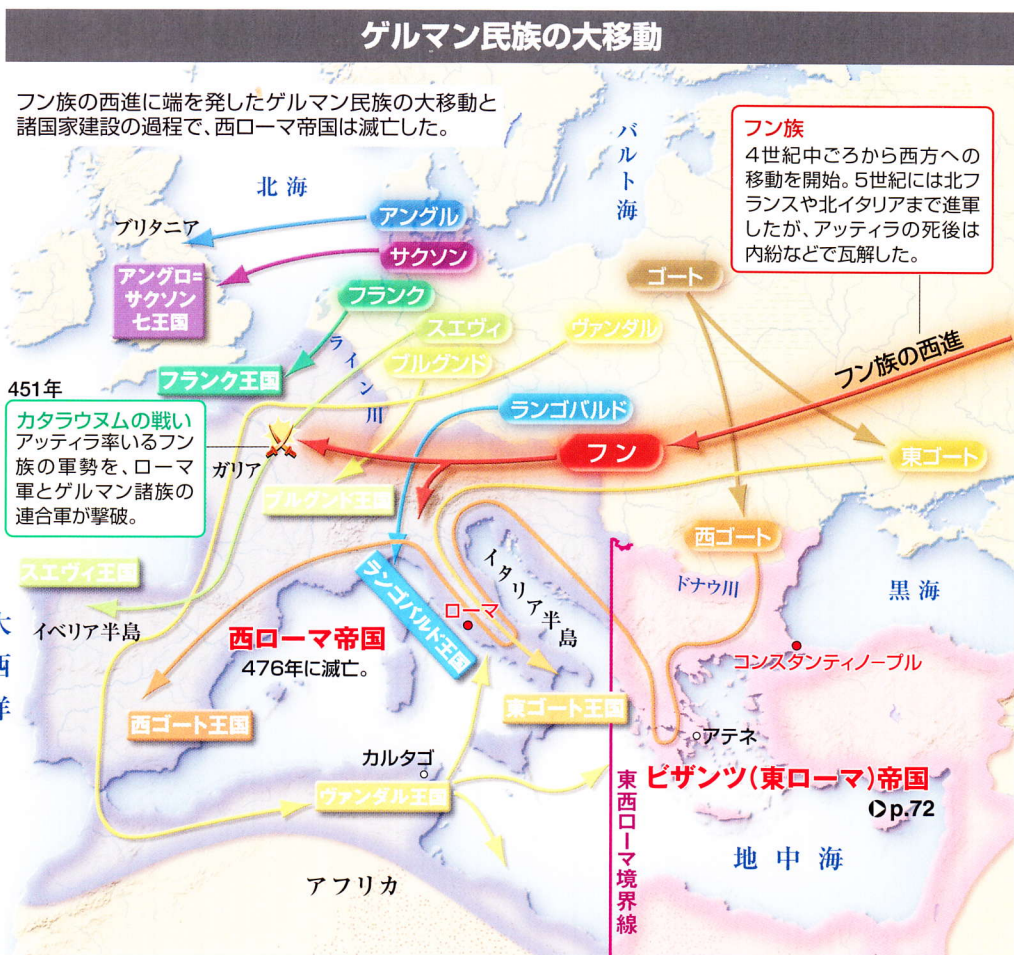 ゲルマン民族の大移動
フン族の西進に端を発したゲルマン民族の大移動と
諸国家建設の過程で、西ローマ帝国は滅亡した。
フン族
4世紀中ごろから西方への
移動を開始。5世紀には北フ
ランスや北イタリアまで進軍
したが、アッティラの死後は
内紛などで瓦解した。
バルト海
北海
ブリタニア
アングル
サクソン
アングロ=
サクソン
七王国
ゴート
フランク
スエヴィ
ヴァンダル
ブルグンド
ライン川
フン族の西進
フランク王国
451年
カタラウヌムの戦い
アッティラ率いるフン
族の軍勢を、ローマ
軍とゲルマン諸族の
連合軍が撃破。
ランゴバルド
フン
東ゴート
ガリア
ブルグンド王国
西ゴート
スエヴィ王国
ランゴバルド王国
イタリア半島
ドナウ川
黒海
大西洋
イベリア半島
西ローマ帝国
476年に滅亡。
ローマ
コンスタンティノープル
西ゴート王国
東ゴート王国
アテネ
カルタゴ
ヴァンダル王国
東西ローマ境界線
ビザンツ(東ローマ)帝国
p.72
地中海
アフリカ